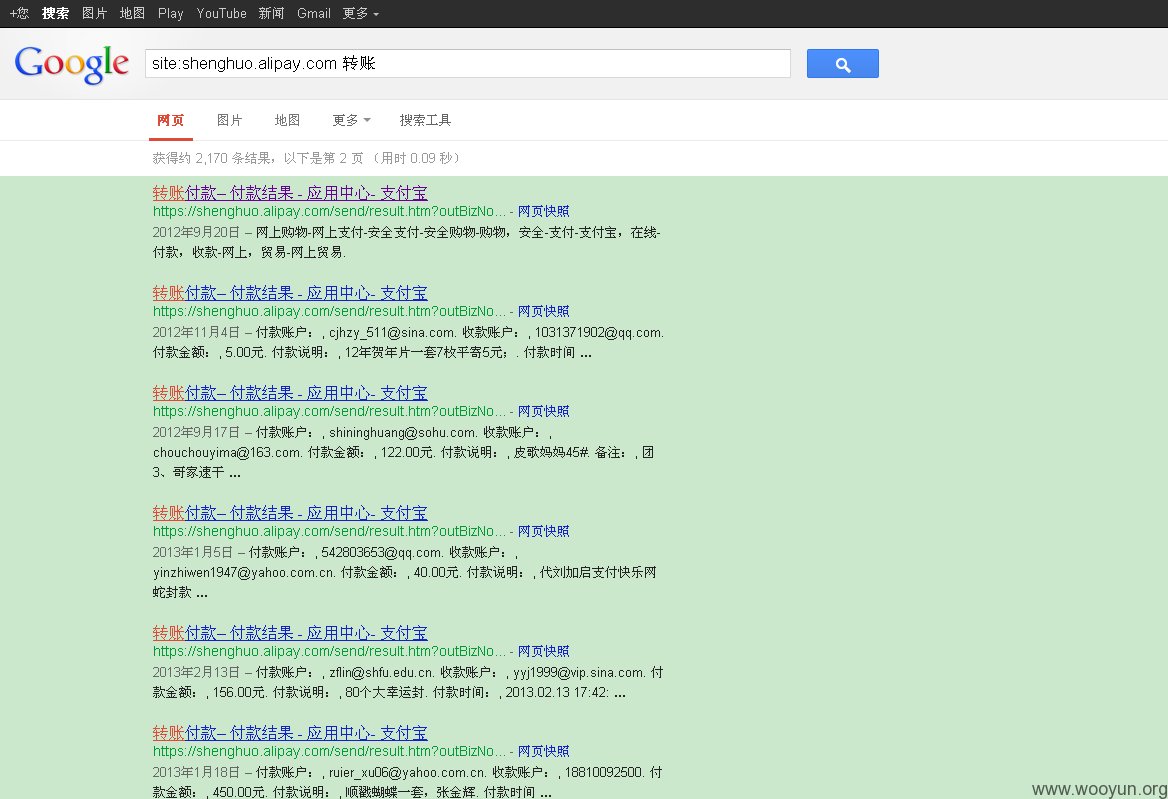 +您 搜索 图片 地图 Play YouTube 新闻 Gmail 更多
Google site:shenghuo.alipay.com 转账
网页 图片 地图 更多 搜索工具
获得约 2,170 条结果，以下是第 2 页 （用时 0.09 秒）
转账付款– 付款结果 - 应用中心- 支付宝
https://shenghuo.alipay.com/send/result.htm?outBizNo... - 网页快照
2012年9月20日 – 网上购物-网上支付-安全支付-安全购物-购物，安全-支付-支付宝，在线-
付款，收款-网上，贸易-网上贸易.
转账付款– 付款结果 - 应用中心- 支付宝
https://shenghuo.alipay.com/send/result.htm?outBizNo... - 网页快照
2012年11月4日 – 付款账户：, cjhzy_511@sina.com. 收款账户：, 1031371902@qq.com.
付款金额：, 5.00元. 付款说明：, 12年贺年片一套7枚平寄5元；. 付款时间 ...
转账付款– 付款结果 - 应用中心- 支付宝
https://shenghuo.alipay.com/send/result.htm?outBizNo... - 网页快照
2012年9月17日 – 付款账户：, shininghuang@sohu.com. 收款账户：,
chouchouyima@163.com. 付款金额：, 122.00元. 付款说明：, 皮歌妈妈45#. 备注：, 团
3、哥家速干 ...
转账付款– 付款结果 - 应用中心- 支付宝
https://shenghuo.alipay.com/send/result.htm?outBizNo... - 网页快照
2013年1月5日 – 付款账户：, 542803653@qq.com. 收款账户：,
yinzhiwen1947@yahoo.com.cn. 付款金额：, 40.00元. 付款说明：, 代刘加启支付快乐网
蛇封款 ...
转账付款– 付款结果 - 应用中心- 支付宝
https://shenghuo.alipay.com/send/result.htm?outBizNo... - 网页快照
2013年2月13日 – 付款账户：, zflin@shfu.edu.cn. 收款账户：, yyj1999@vip.sina.com. 付
款金额：, 156.00元. 付款说明：, 80个大幸运封. 付款时间：, 2013.02.13 17:42: ...
转账付款– 付款结果 - 应用中心- 支付宝
https://shenghuo.alipay.com/send/result.htm?outBizNo... - 网页快照
2013年1月18日 – 付款账户：, ruier_xu06@yahoo.com.cn. 收款账户：, 18810092500. 付
款金额：, 450.00元. 付款说明：, 顺戳蝴蝶一套，张金辉. 付款时间 ...
www.wooyun.org